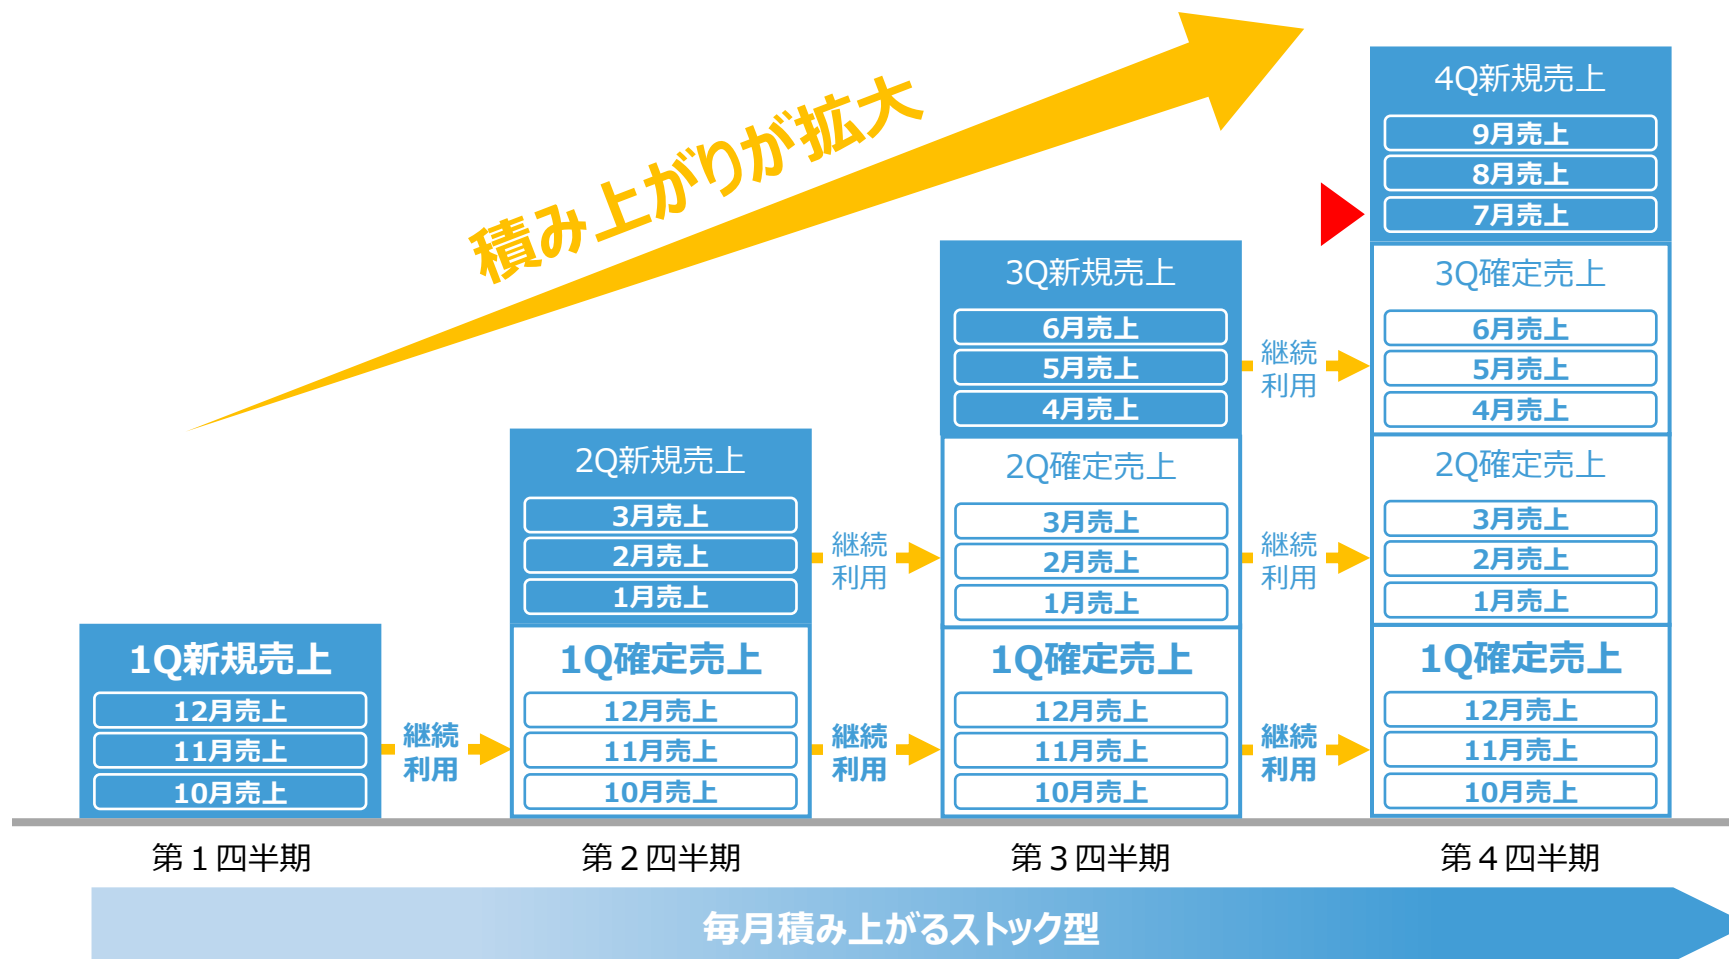 積み上がりが拡大
1Q新規売上
12月売上
11月売上
10月売上
継続
利用
2Q新規売上
3月売上
2月売上
1月売上
1Q確定売上
12月売上
11月売上
10月売上
継続
利用
継続
利用
3Q新規売上
6月売上
5月売上
4月売上
2Q確定売上
3月売上
2月売上
1月売上
1Q確定売上
12月売上
11月売上
10月売上
継続
利用
継続
利用
継続
利用
4Q新規売上
9月売上
8月売上
7月売上
3Q確定売上
6月売上
5月売上
4月売上
2Q確定売上
3月売上
2月売上
1月売上
1Q確定売上
12月売上
11月売上
10月売上
第１四半期
第２四半期
第３四半期
第４四半期
毎月積み上がるストック型